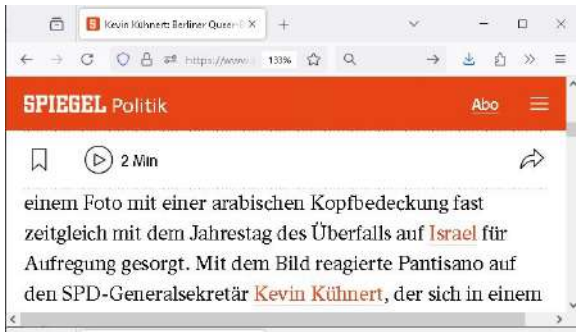 Kevin Kühnert: Berliner Queer-B
https://www.s
133%
SPIEGEL Politik
Abo
2 Min
einem Foto mit einer arabischen Kopfbedeckung fast
zeitgleich mit dem Jahrestag des Überfalls auf Israel für
Aufregung gesorgt. Mit dem Bild reagierte Pantisano auf
den SPD-Generalsekretär Kevin Kühnert, der sich in einem